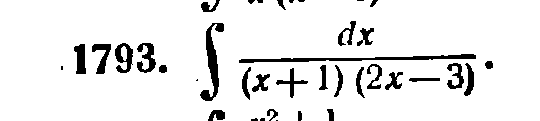 1793. ∫ dx / ((x+1) (2x−3)).